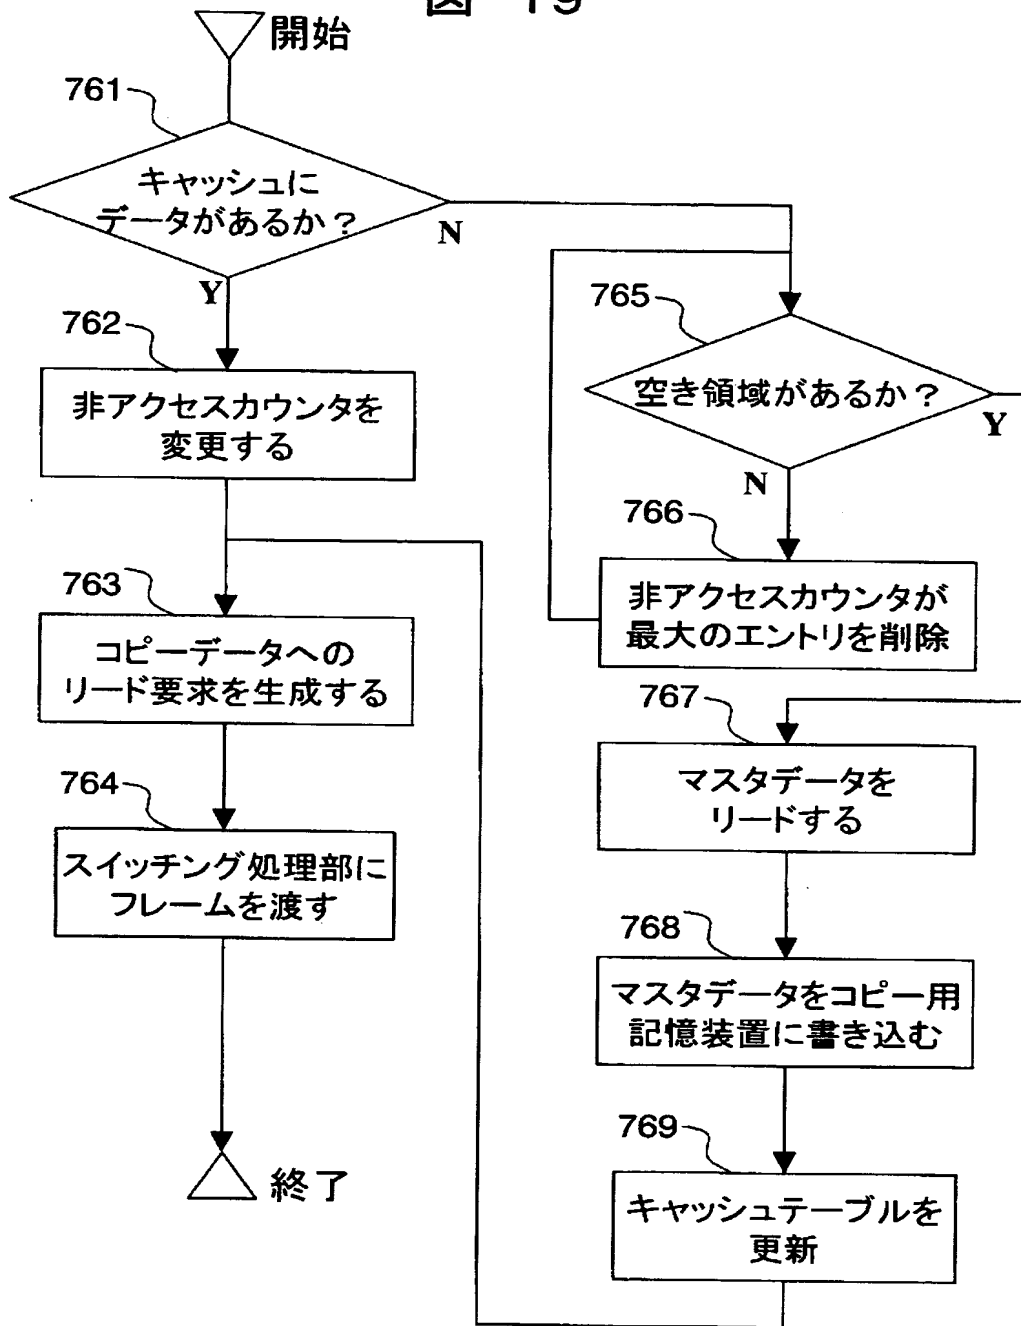 図 19
開始
761
キャッシュに
データがあるか?
N
Y
762
非アクセスカウンタを
変更する
763
コピーデータへの
リード要求を生成する
764
スイッチング処理部に
フレームを渡す
終了
765
空き領域があるか?
Y
N
766
非アクセスカウンタが
最大のエントリを削除
767
マスタデータを
リードする
768
マスタデータをコピー用
記憶装置に書き込む
769
キャッシュテーブルを
更新